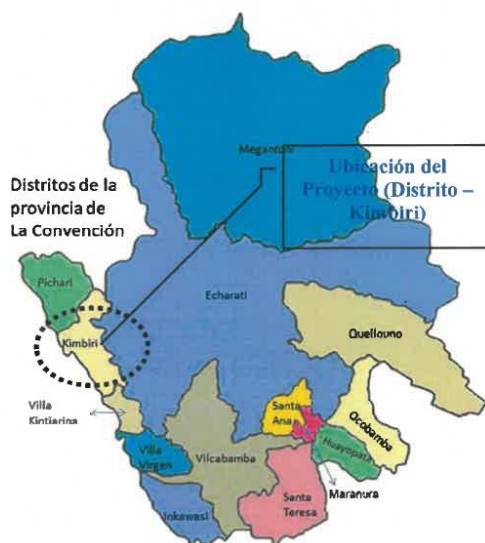 Megantoni
Ubicación del
Proyecto (Distrito –
Kimbiri)
Distritos de la
provincia de
La Convención
Pichari
Echarati
Kimbiri
Quellouno
Villa
Kintiarina
Santa
Ana
Ocobamba
Villa
Virgen
Vilcabamba
Huayopata
Maranura
Inkawasi
Santa
Teresa